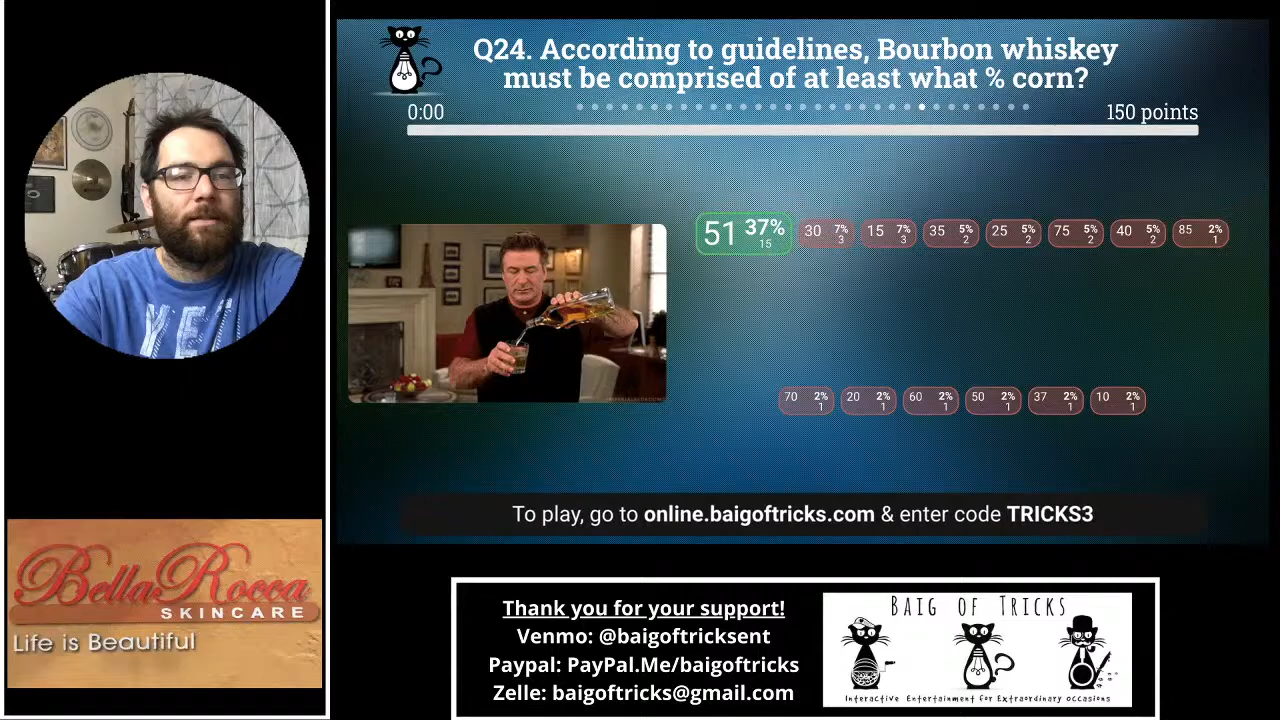 Q24. According to guidelines, Bourbon whiskey
must be comprised of at least what % corn?
0:00
150 points
51 37% 15
30 7% 3
15 7% 3
35 5% 2
25 5% 2
75 5% 2
40 5% 2
85 2% 1
70 2% 1
20 2% 1
60 2% 1
50 2% 1
37 2% 1
10 2% 1
To play, go to online.baigoftricks.com & enter code TRICKS3
BellaRocca
SKINCARE
Life is Beautiful
Thank you for your support!
Venmo: @baigoftricksent
Paypal: PayPal.Me/baigoftricks
Zelle: baigoftricks@gmail.com
BAIG OF TRICKS
Interactive Entertainment for Extraordinary occasions